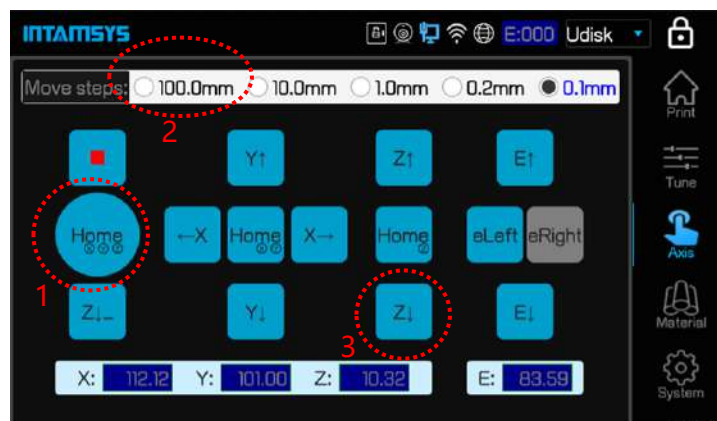 INTAMSYS E:000 Udisk
Move steps: 100.0mm 10.0mm 1.0mm 0.2mm 0.1mm
2
Print
Y↑ Z↑ E↑
Tune
Home ←X Home X→ Home eLeft eRight
Axis
1
Z↓_ Y↓ Z↓ E↓
Material
3
X: 112.12 Y: 101.00 Z: 10.32 E: 83.59
System